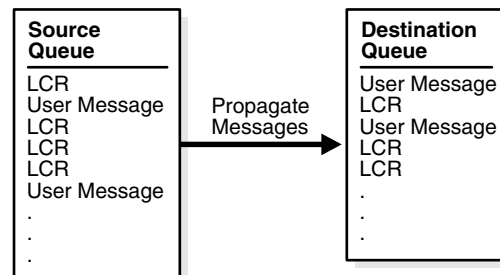 Source
Queue
LCR
User Message
LCR
LCR
LCR
User Message
.
.
.
Propagate
Messages
Destination
Queue
User Message
LCR
User Message
LCR
LCR
.
.
.